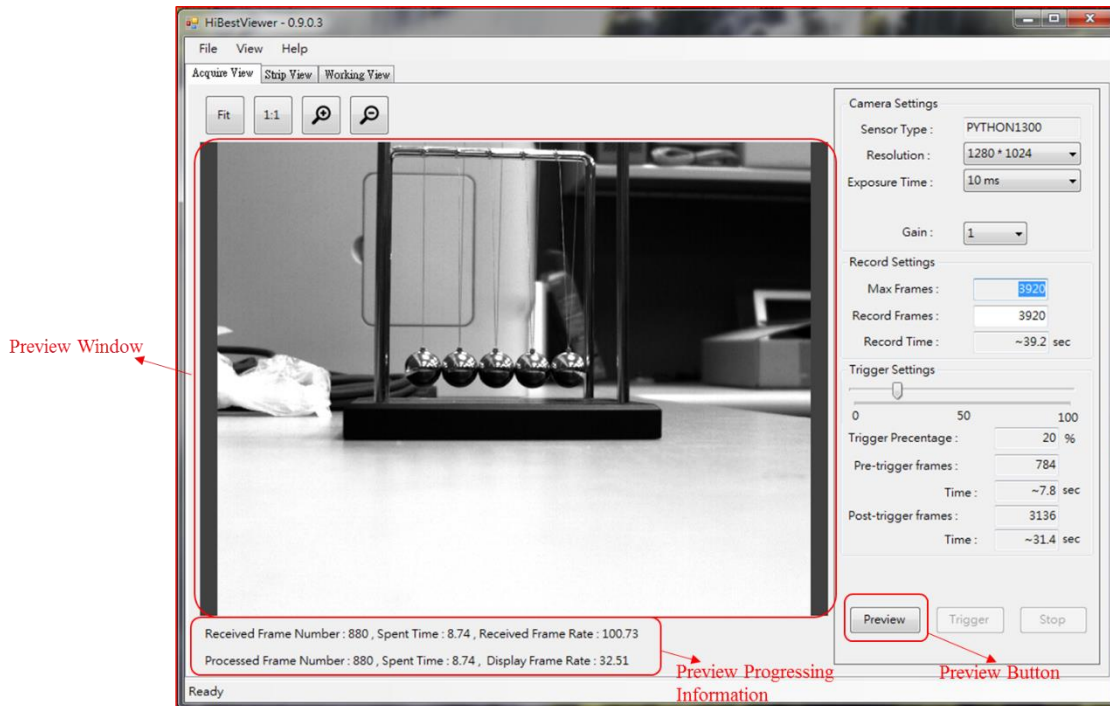 HiBestViewer - 0.9.0.3
File View Help
Acquire View Strip View Working View
Fit 1:1
Camera Settings
Sensor Type : PYTHON1300
Resolution : 1280 * 1024
Exposure Time : 10 ms
Gain : 1
Record Settings
Max Frames : 3920
Record Frames : 3920
Record Time : ~39.2 sec
Trigger Settings
0 50 100
Trigger Precentage : 20 %
Pre-trigger frames : 784
Time : ~7.8 sec
Post-trigger frames : 3136
Time : ~31.4 sec
Preview Trigger Stop
Preview Window
Received Frame Number : 880 , Spent Time : 8.74 , Received Frame Rate : 100.73
Processed Frame Number : 880 , Spent Time : 8.74 , Display Frame Rate : 32.51
Preview Progressing
Information
Preview Button
Ready